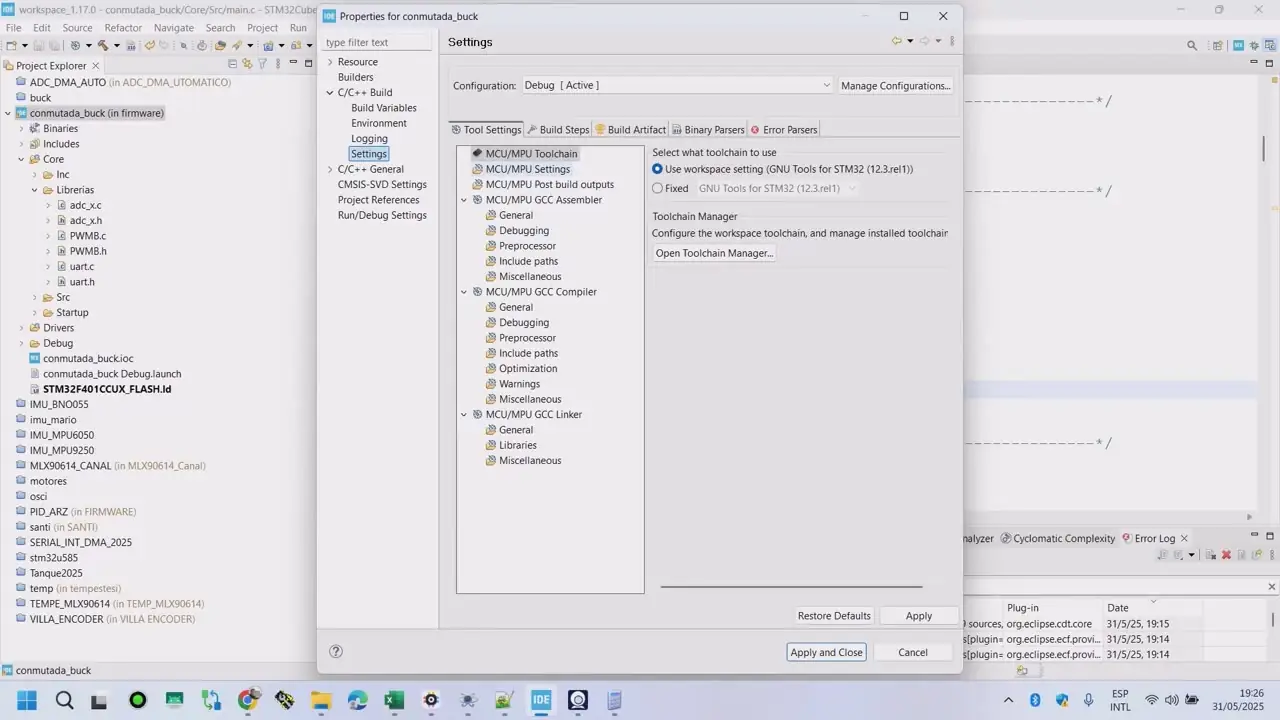 workspace_1.17.0 - conmutada_buck/Core/Src/main.c - STM32Cube
File Edit Source Refactor Navigate Search Project Run
Project Explorer
ADC_DMA_AUTO (in ADC_DMA_UTOMATICO)
buck
conmutada_buck (in firmware)
Binaries
Includes
Core
Inc
Librerias
adc_x.c
adc_x.h
PWMB.c
PWMB.h
uart.c
uart.h
Src
Startup
Drivers
Debug
conmutada_buck.ioc
conmutada_buck Debug.launch
STM32F401CCUX_FLASH.ld
IMU_BNO055
imu_mario
IMU_MPU6050
IMU_MPU9250
MLX90614_CANAL (in MLX90614_Canal)
motores
osci
PID_ARZ (in FIRMWARE)
santi (in SANTI)
SERIAL_INT_DMA_2025
stm32u585
Tanque2025
temp (in tempestesi)
TEMPE_MLX90614 (in TEMP_MLX90614)
VILLA_ENCODER (in VILLA ENCODER)
conmutada_buck
IDE Properties for conmutada_buck
type filter text
Resource
Builders
C/C++ Build
Build Variables
Environment
Logging
Settings
C/C++ General
CMSIS-SVD Settings
Project References
Run/Debug Settings
Settings
Configuration: Debug [ Active ] Manage Configurations...
Tool Settings Build Steps Build Artifact Binary Parsers Error Parsers
MCU/MPU Toolchain
MCU/MPU Settings
MCU/MPU Post build outputs
MCU/MPU GCC Assembler
General
Debugging
Preprocessor
Include paths
Miscellaneous
MCU/MPU GCC Compiler
General
Debugging
Preprocessor
Include paths
Optimization
Warnings
Miscellaneous
MCU/MPU GCC Linker
General
Libraries
Miscellaneous
Select what toolchain to use
Use workspace setting (GNU Tools for STM32 (12.3.rel1))
Fixed GNU Tools for STM32 (12.3.rel1)
Toolchain Manager
Configure the workspace toolchain, and manage installed toolchain
Open Toolchain Manager...
Restore Defaults Apply
Apply and Close Cancel
---------------*/
---------------*/
---------------*/
nalyzer Cyclomatic Complexity Error Log
Plug-in Date
9 sources, org.eclipse.cdt.core 31/5/25, 19:15
s[plugin= org.eclipse.ecf.provi... 31/5/25, 19:14
s[plugin= org.eclipse.ecf.provi... 31/5/25, 19:14
IDE
ESP
INTL
19:26
31/05/2025